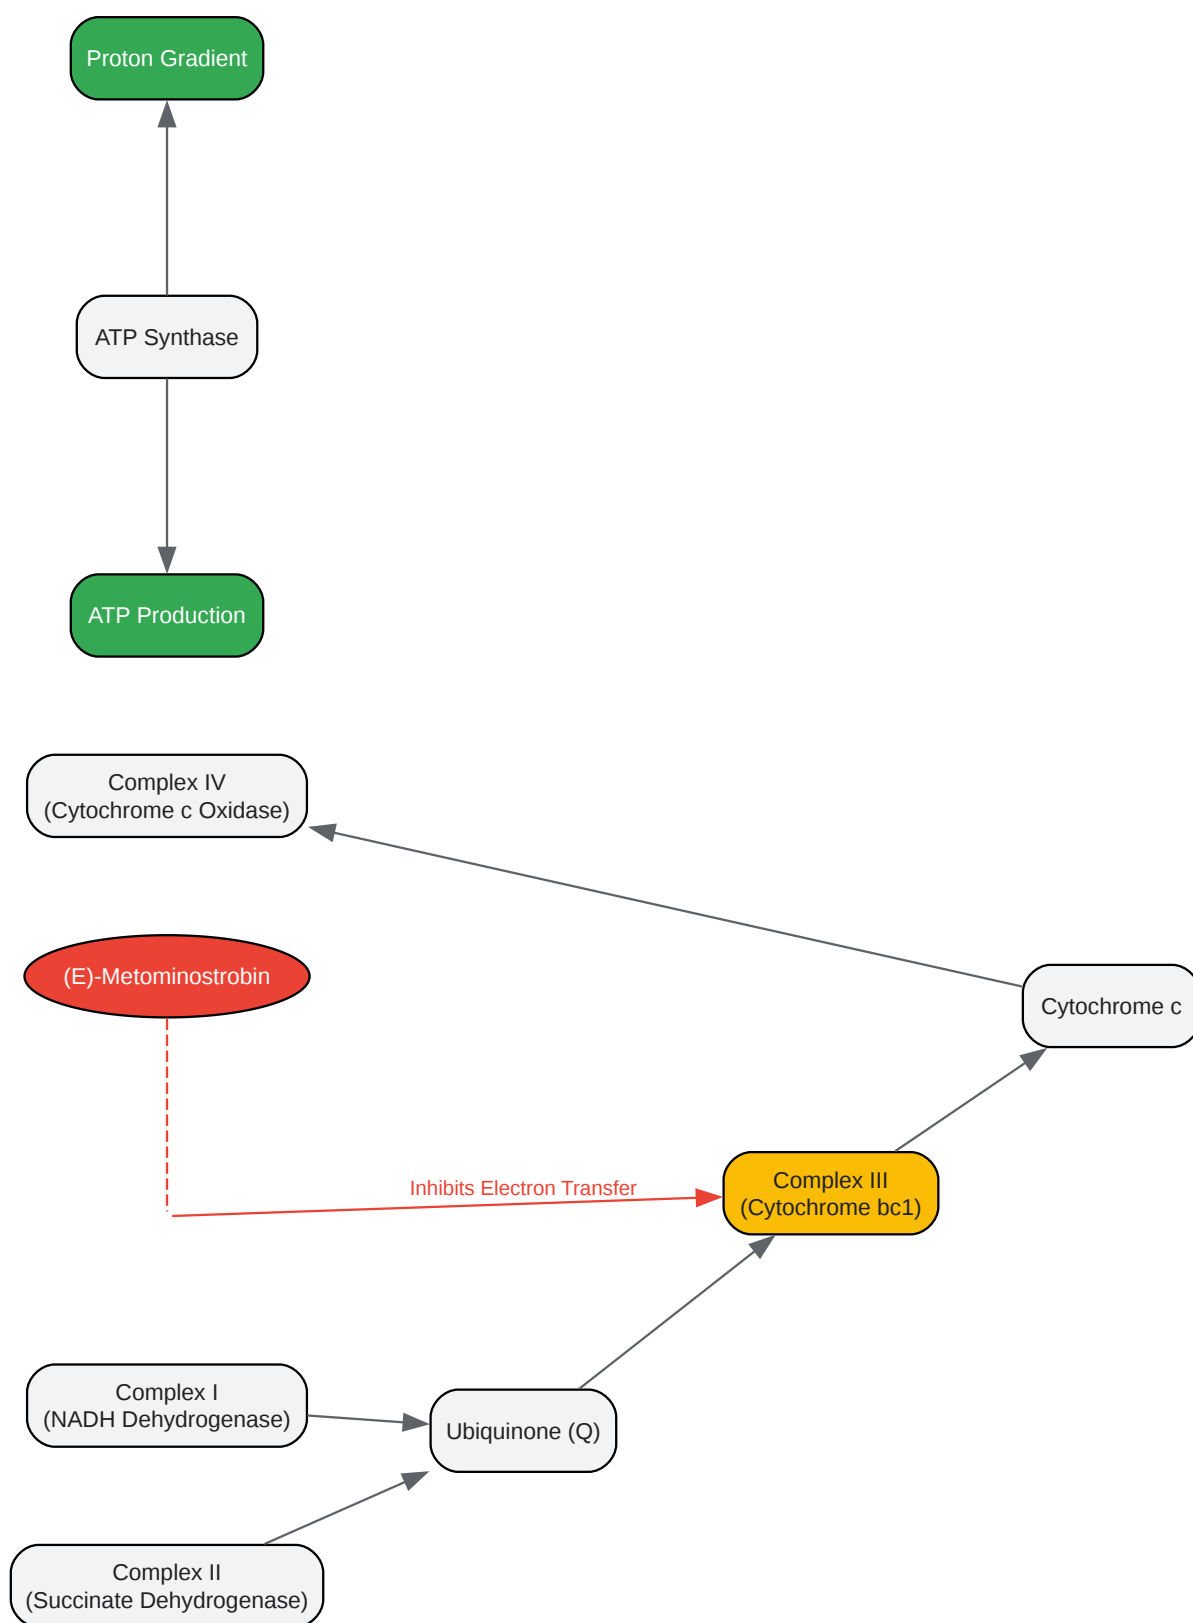 Proton Gradient
ATP Synthase
ATP Production
Complex IV
(Cytochrome c Oxidase)
(E)-Metominostrobin
Cytochrome c
Inhibits Electron Transfer
Complex III
(Cytochrome bc1)
Complex I
(NADH Dehydrogenase)
Ubiquinone (Q)
Complex II
(Succinate Dehydrogenase)